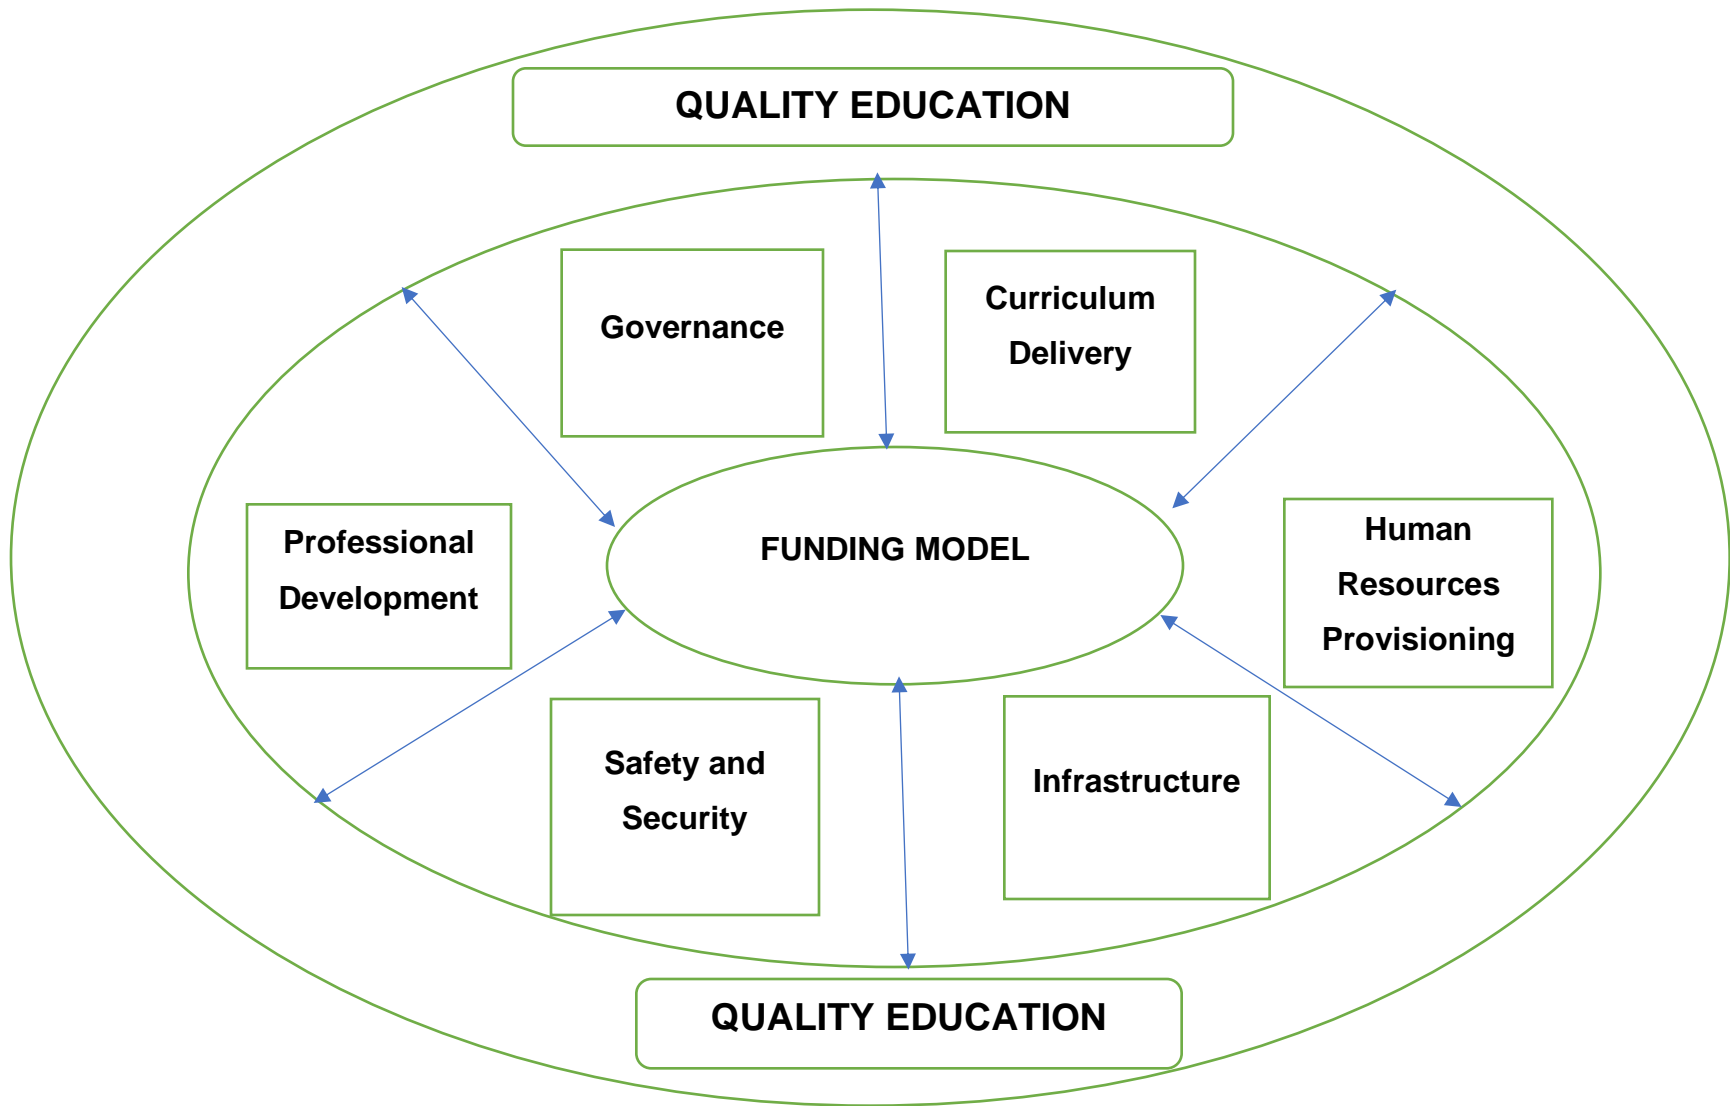 QUALITY EDUCATION
Governance
Curriculum
Delivery
Professional
Development
FUNDING MODEL
Human
Resources
Provisioning
Safety and
Security
Infrastructure
QUALITY EDUCATION